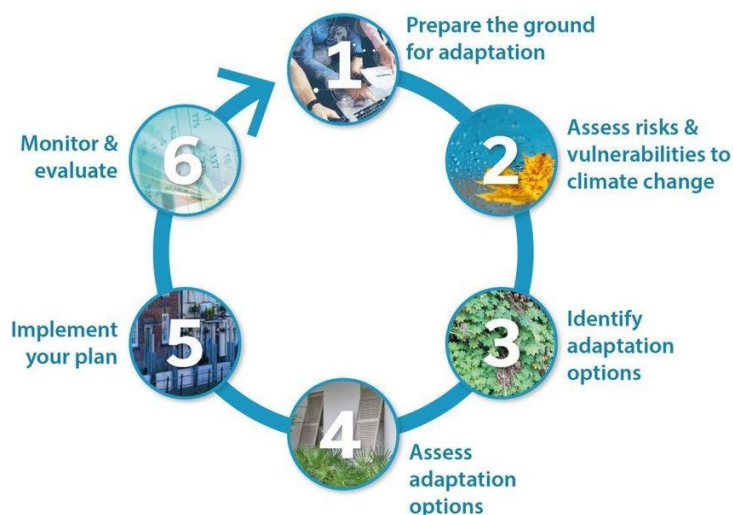 1
Prepare the ground
for adaptation
2
Assess risks &
vulnerabilities to
climate change
3
Identify
adaptation
options
4
Assess
adaptation
options
5
Implement
your plan
6
Monitor &
evaluate